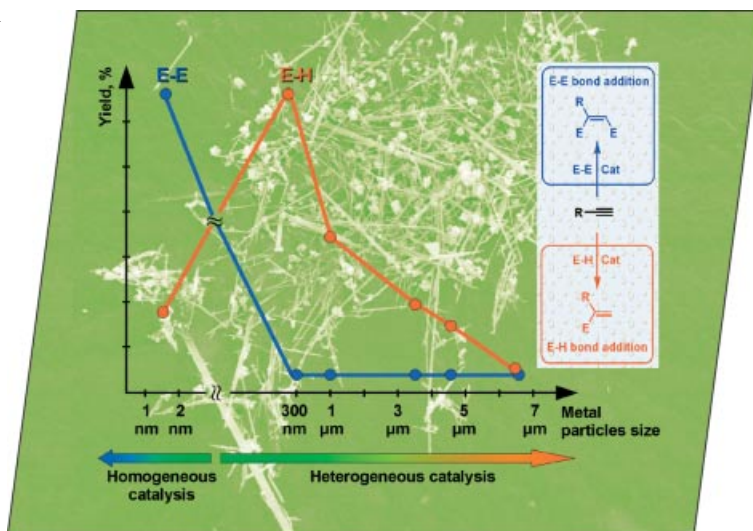 E-E
E-H
Yield, %
1 nm
2 nm
300 nm
1 µm
3 µm
5 µm
7 µm
Metal
particles size
Homogeneous
catalysis
Heterogeneous catalysis
E-E bond addition
R
E
E
E-E
Cat
R
E-H
Cat
R
E
E-H bond addition